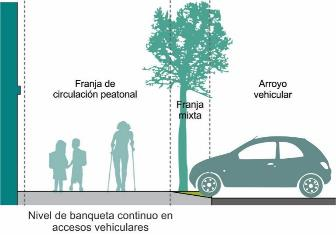 Franja de
circulación peatonal
Franja
mixta
Arroyo
vehicular
Nivel de banqueta continuo en
accesos vehiculares